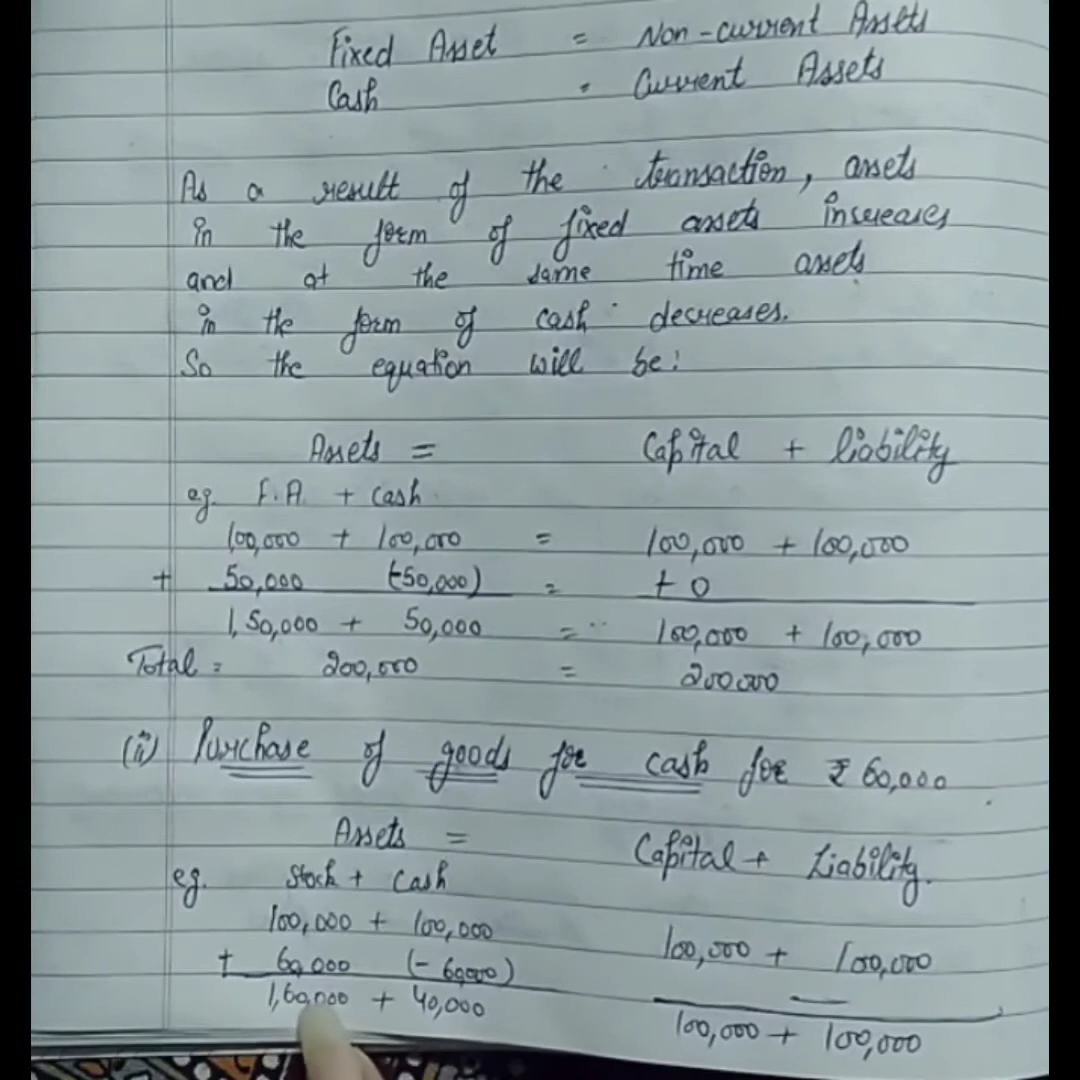 Fixed Asset = Non-current Assets
Cash = Current Assets
As a result of the transaction, assets
in the form of fixed assets increases
and at the same time assets
in the form of cash decreases.
So the equation will be:
Assets = Capital + liability
eg. F.A. + cash
100,000 + 100,000 = 100,000 + 100,000
+ 50,000 (-50,000) = + 0
1,50,000 + 50,000 = 100,000 + 100,000
Total = 200,000 = 200000
(ii) Purchase of goods for cash for ₹ 60,000
Assets = Capital + Liability.
eg. Stock + Cash
100,000 + 100,000 100,000 + 100,000
+ 60,000 (-60,000) —
1,60,000 + 40,000 100,000 + 100,000